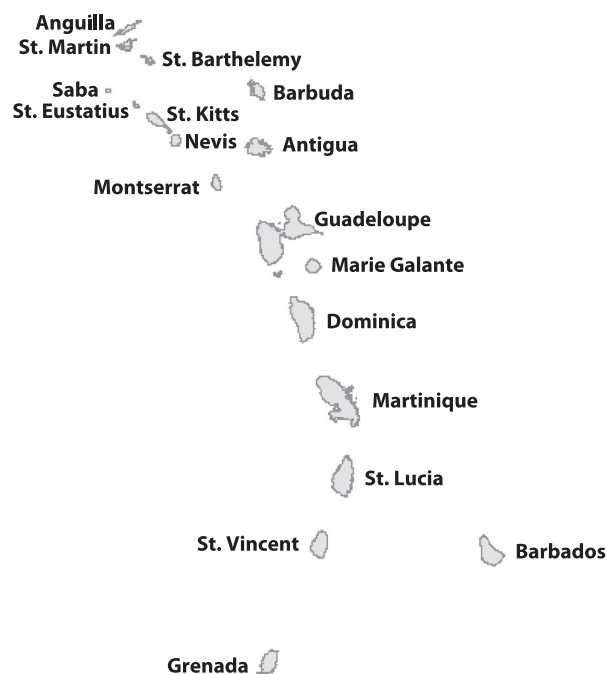 Anguilla
St. Martin
St. Barthelemy
Saba
Barbuda
St. Eustatius
St. Kitts
Nevis
Antigua
Montserrat
Guadeloupe
Marie Galante
Dominica
Martinique
St. Lucia
St. Vincent
Barbados
Grenada